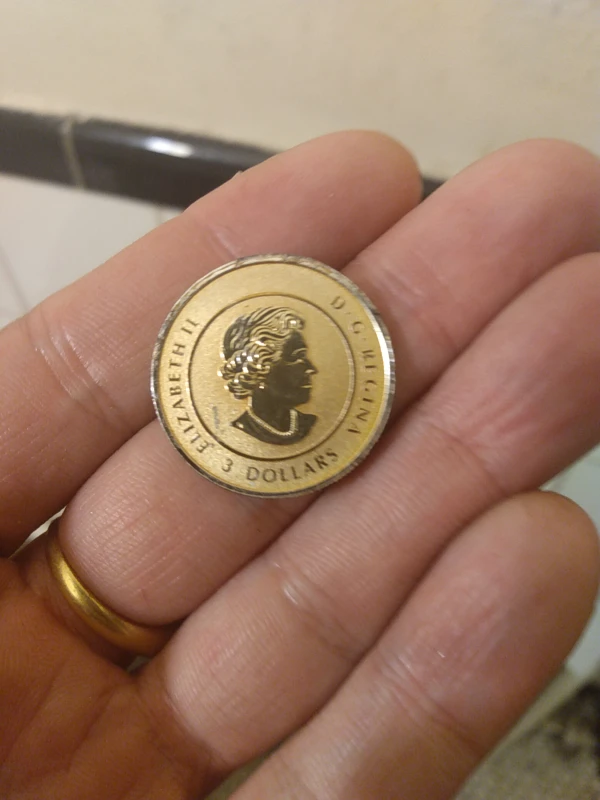 ELIZABETH II
D·G·REGINA
3 DOLLARS